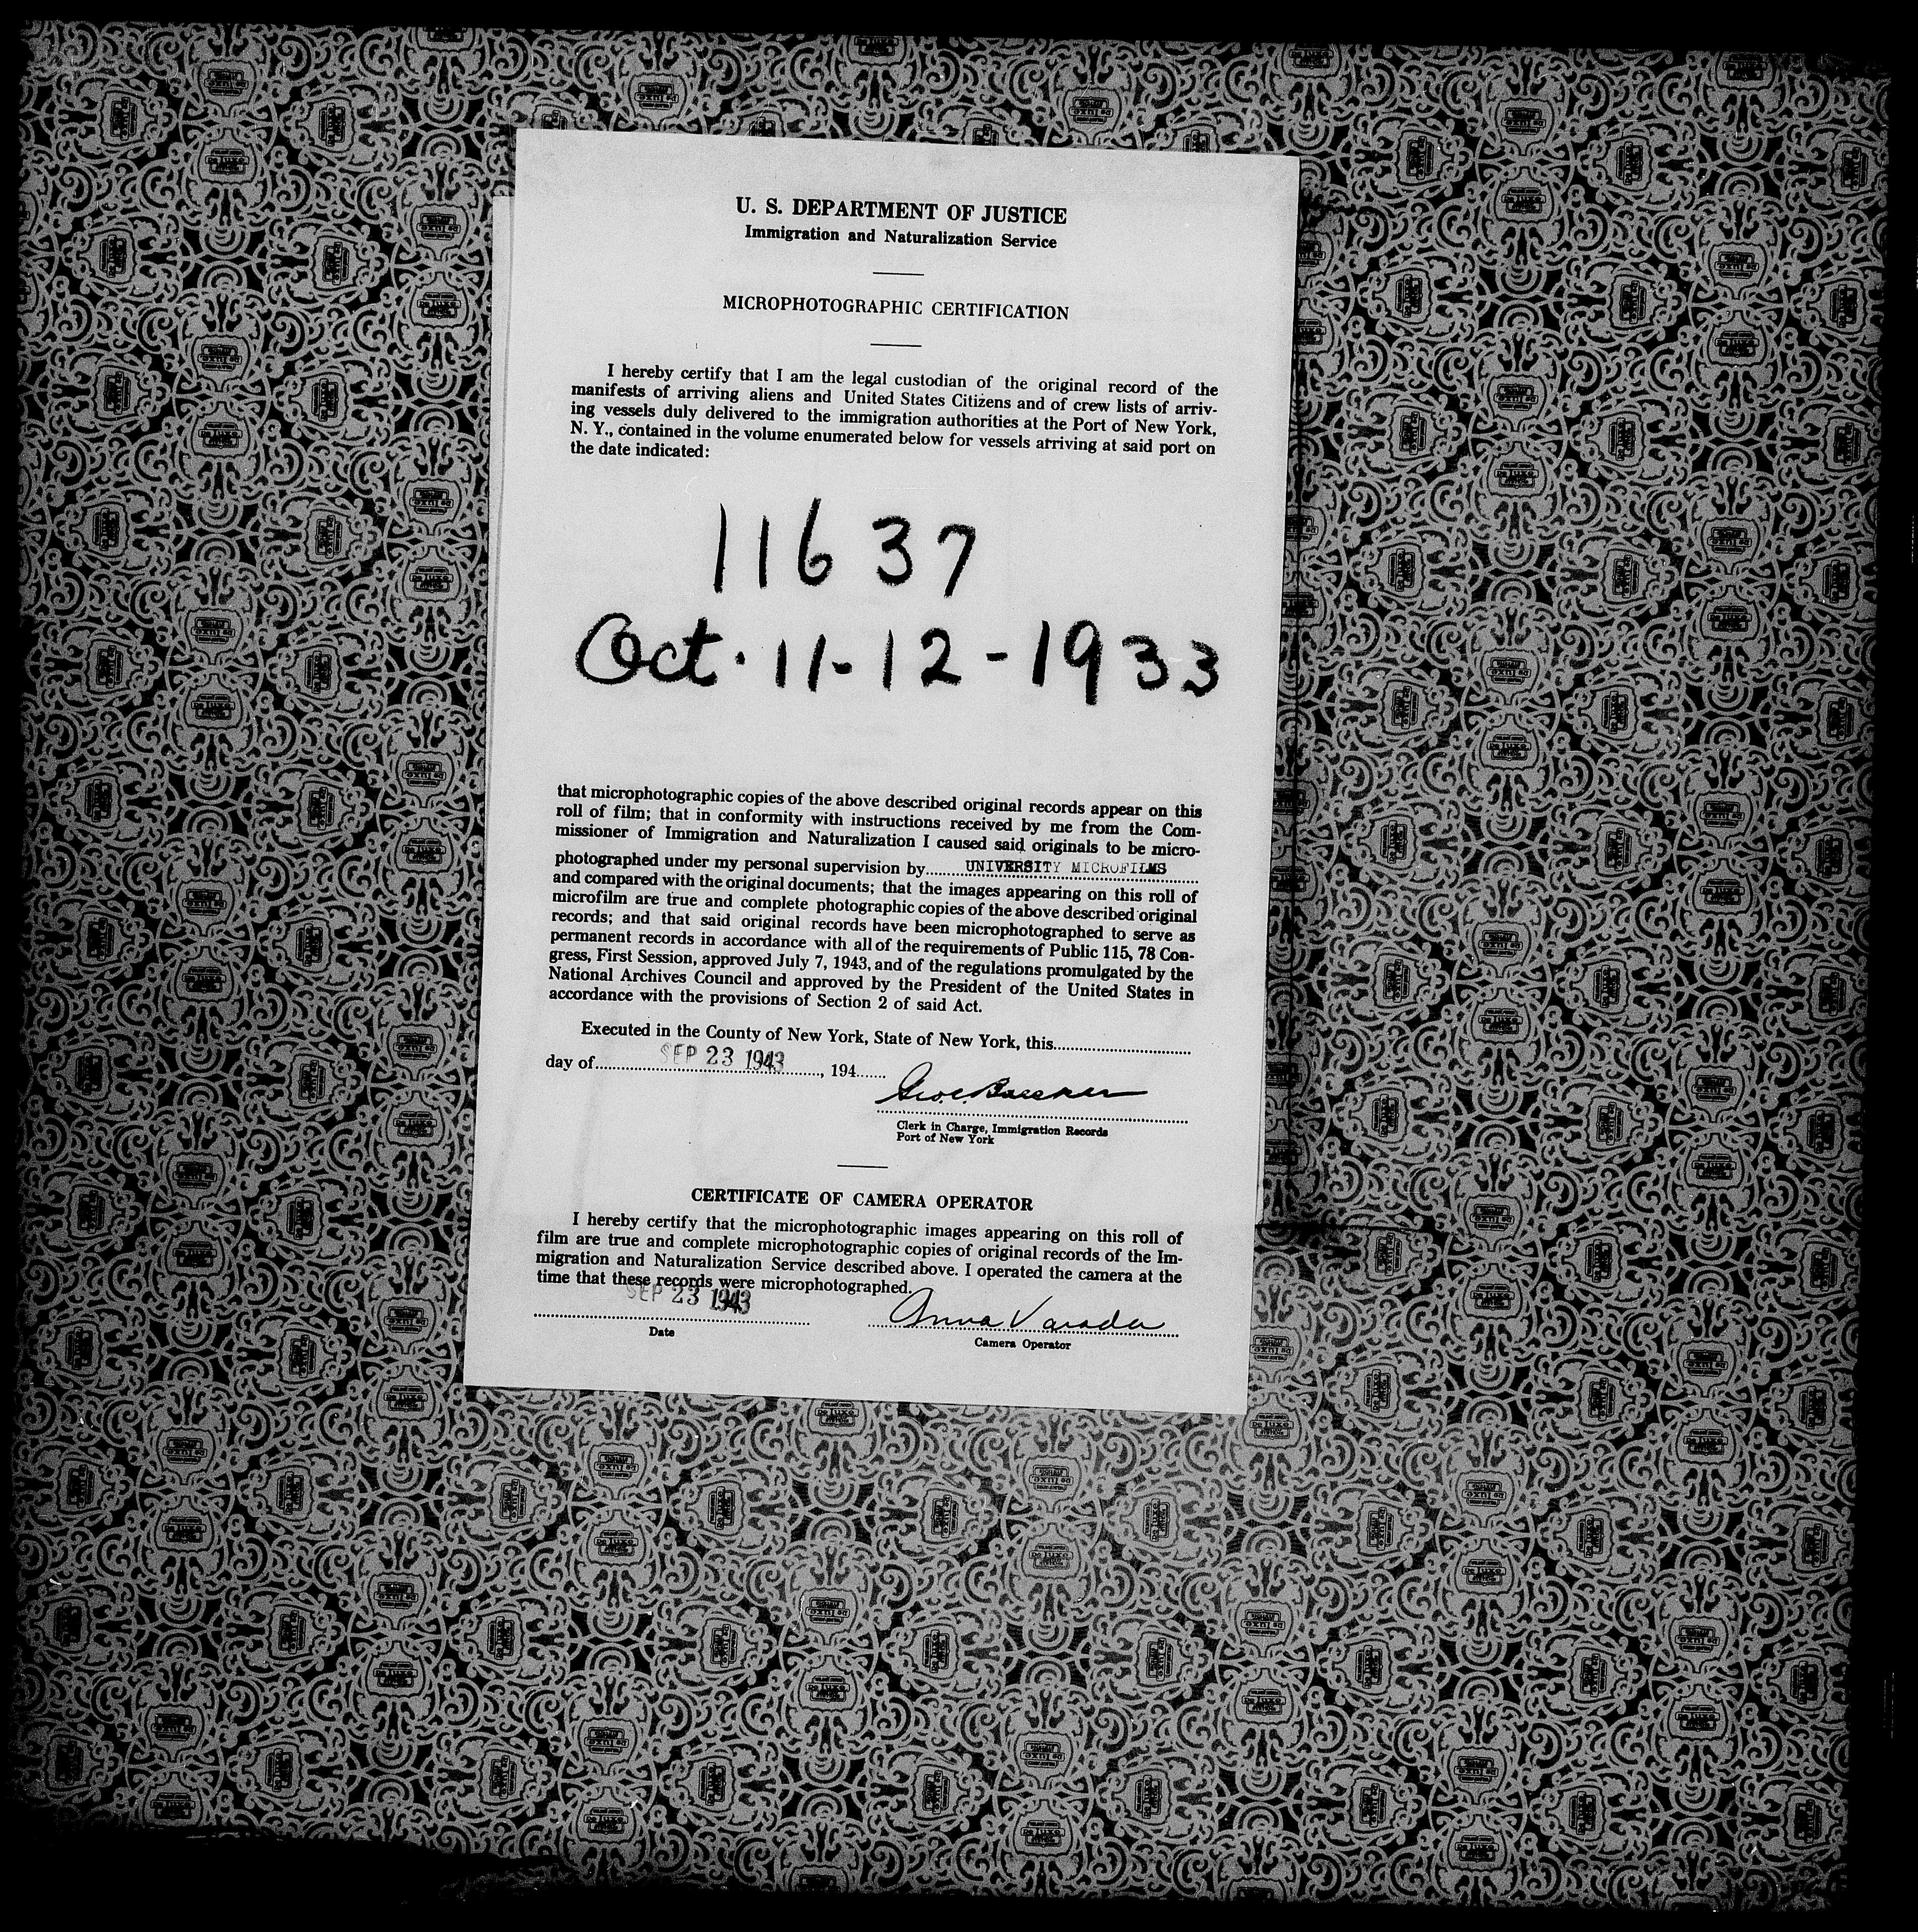 U. S. DEPARTMENT OF JUSTICE
Immigration and Naturalization Service
MICROPHOTOGRAPHIC CERTIFICATION
I hereby certify that I am the legal custodian of the original record of the
manifests of arriving aliens and United States Citizens and of crew lists of arriv-
ing vessels duly delivered to the immigration authorities at the Port of New York,
N. Y., contained in the volume enumerated below for vessels arriving at said port on
the date indicated:
11637
Oct. 11-12-1933
that microphotographic copies of the above described original records appear on this
roll of film; that in conformity with instructions received by me from the Com-
missioner of Immigration and Naturalization I caused said originals to be micro-
photographed under my personal supervision by UNIVERSITY MICROFILMS
and compared with the original documents; that the images appearing on this roll of
microfilm are true and complete photographic copies of the above described original
records; and that said original records have been microphotographed to serve as
permanent records in accordance with all of the requirements of Public 115, 78 Con-
gress, First Session, approved July 7, 1943, and of the regulations promulgated by the
National Archives Council and approved by the President of the United States in
accordance with the provisions of Section 2 of said Act.
Executed in the County of New York, State of New York, this
day of SEP 23 1943, 194
Clerk in Charge, Immigration Records
Port of New York
CERTIFICATE OF CAMERA OPERATOR
I hereby certify that the microphotographic images appearing on this roll of
film are true and complete microphotographic copies of original records of the Im-
migration and Naturalization Service described above. I operated the camera at the
time that these records were microphotographed.
SEP 23 1943 Anna Varada
Date Camera Operator